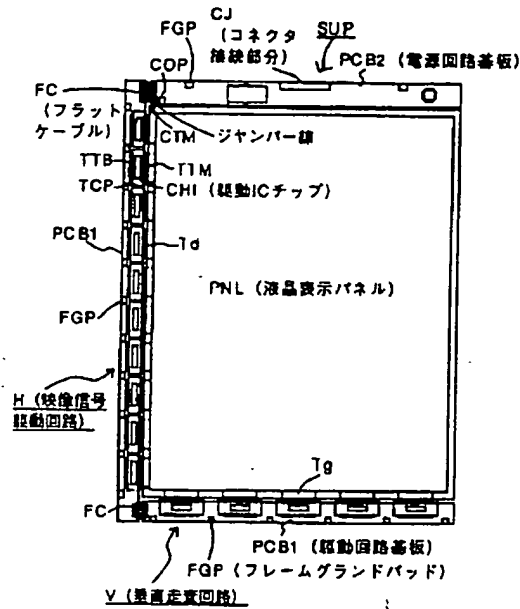 CJ
(コネクタ
接続部分)
SUP
FGP
COP
PCB2 (電源回路基板)
FC
(フラット
ケーブル)
CTM
ジャンパー線
TTB
TTM
TCP
CHI (駆動ICチップ)
PCB1
Td
PNL (液晶表示パネル)
FGP
H (映像信号
駆動回路)
Tg
FC
PCB1 (駆動回路基板)
FGP (フレームグランドパッド)
V (垂直走査回路)